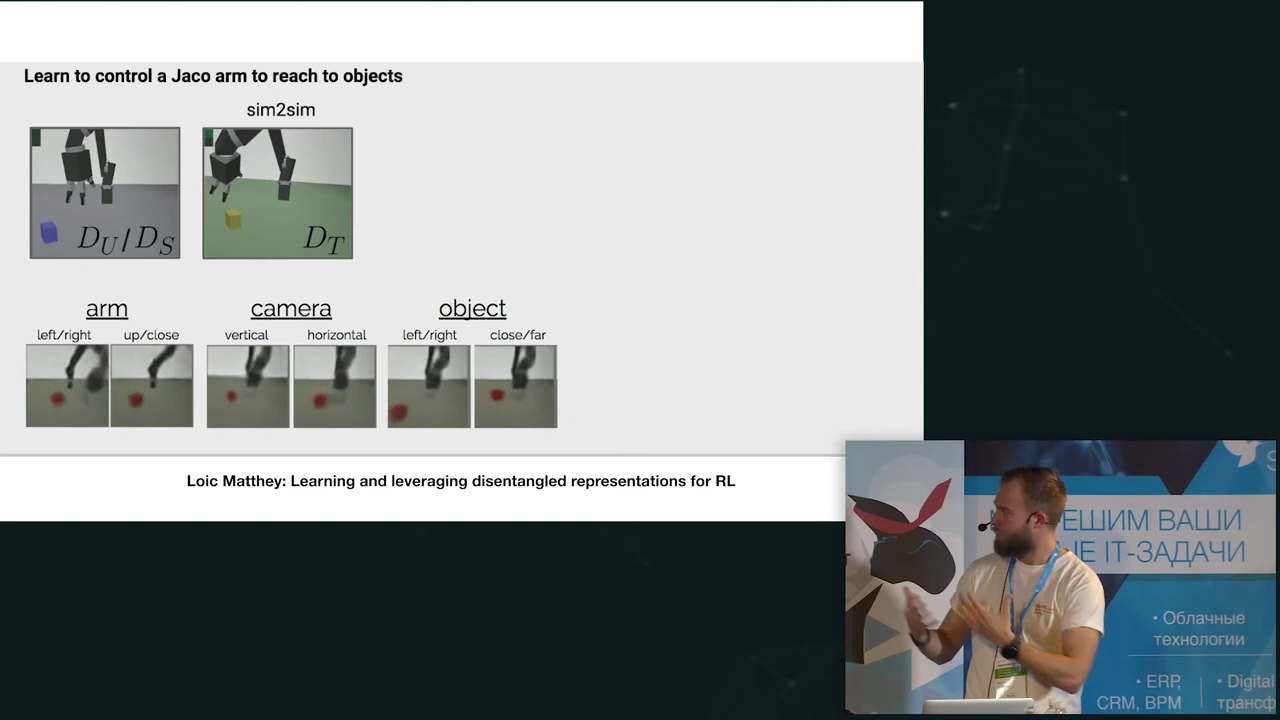 Learn to control a Jaco arm to reach to objects
sim2sim
D_U/D_S
D_T
arm
camera
object
left/right
up/close
vertical
horizontal
left/right
close/far
Loic Matthey: Learning and leveraging disentangled representations for RL
ЕШИМ ВАШИ
IT-ЗАДАЧИ
• Облачные
технологии
• ERP,
CRM, BPM
• Digital
трансф